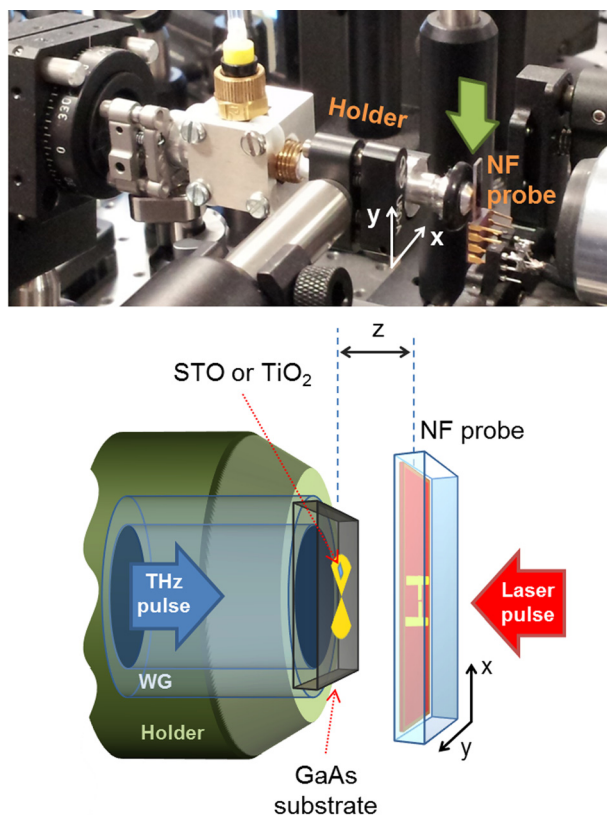 330
0
Holder
NF
probe
y
x
z
STO or TiO₂
NF probe
THz
pulse
Laser
pulse
WG
x
Holder
y
GaAs
substrate